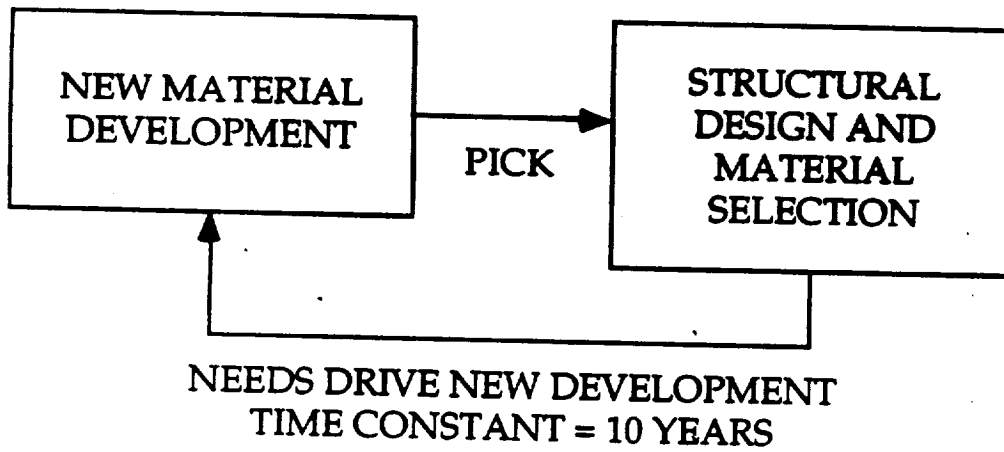 NEW MATERIAL
DEVELOPMENT
PICK
STRUCTURAL
DESIGN AND
MATERIAL
SELECTION
NEEDS DRIVE NEW DEVELOPMENT
TIME CONSTANT = 10 YEARS